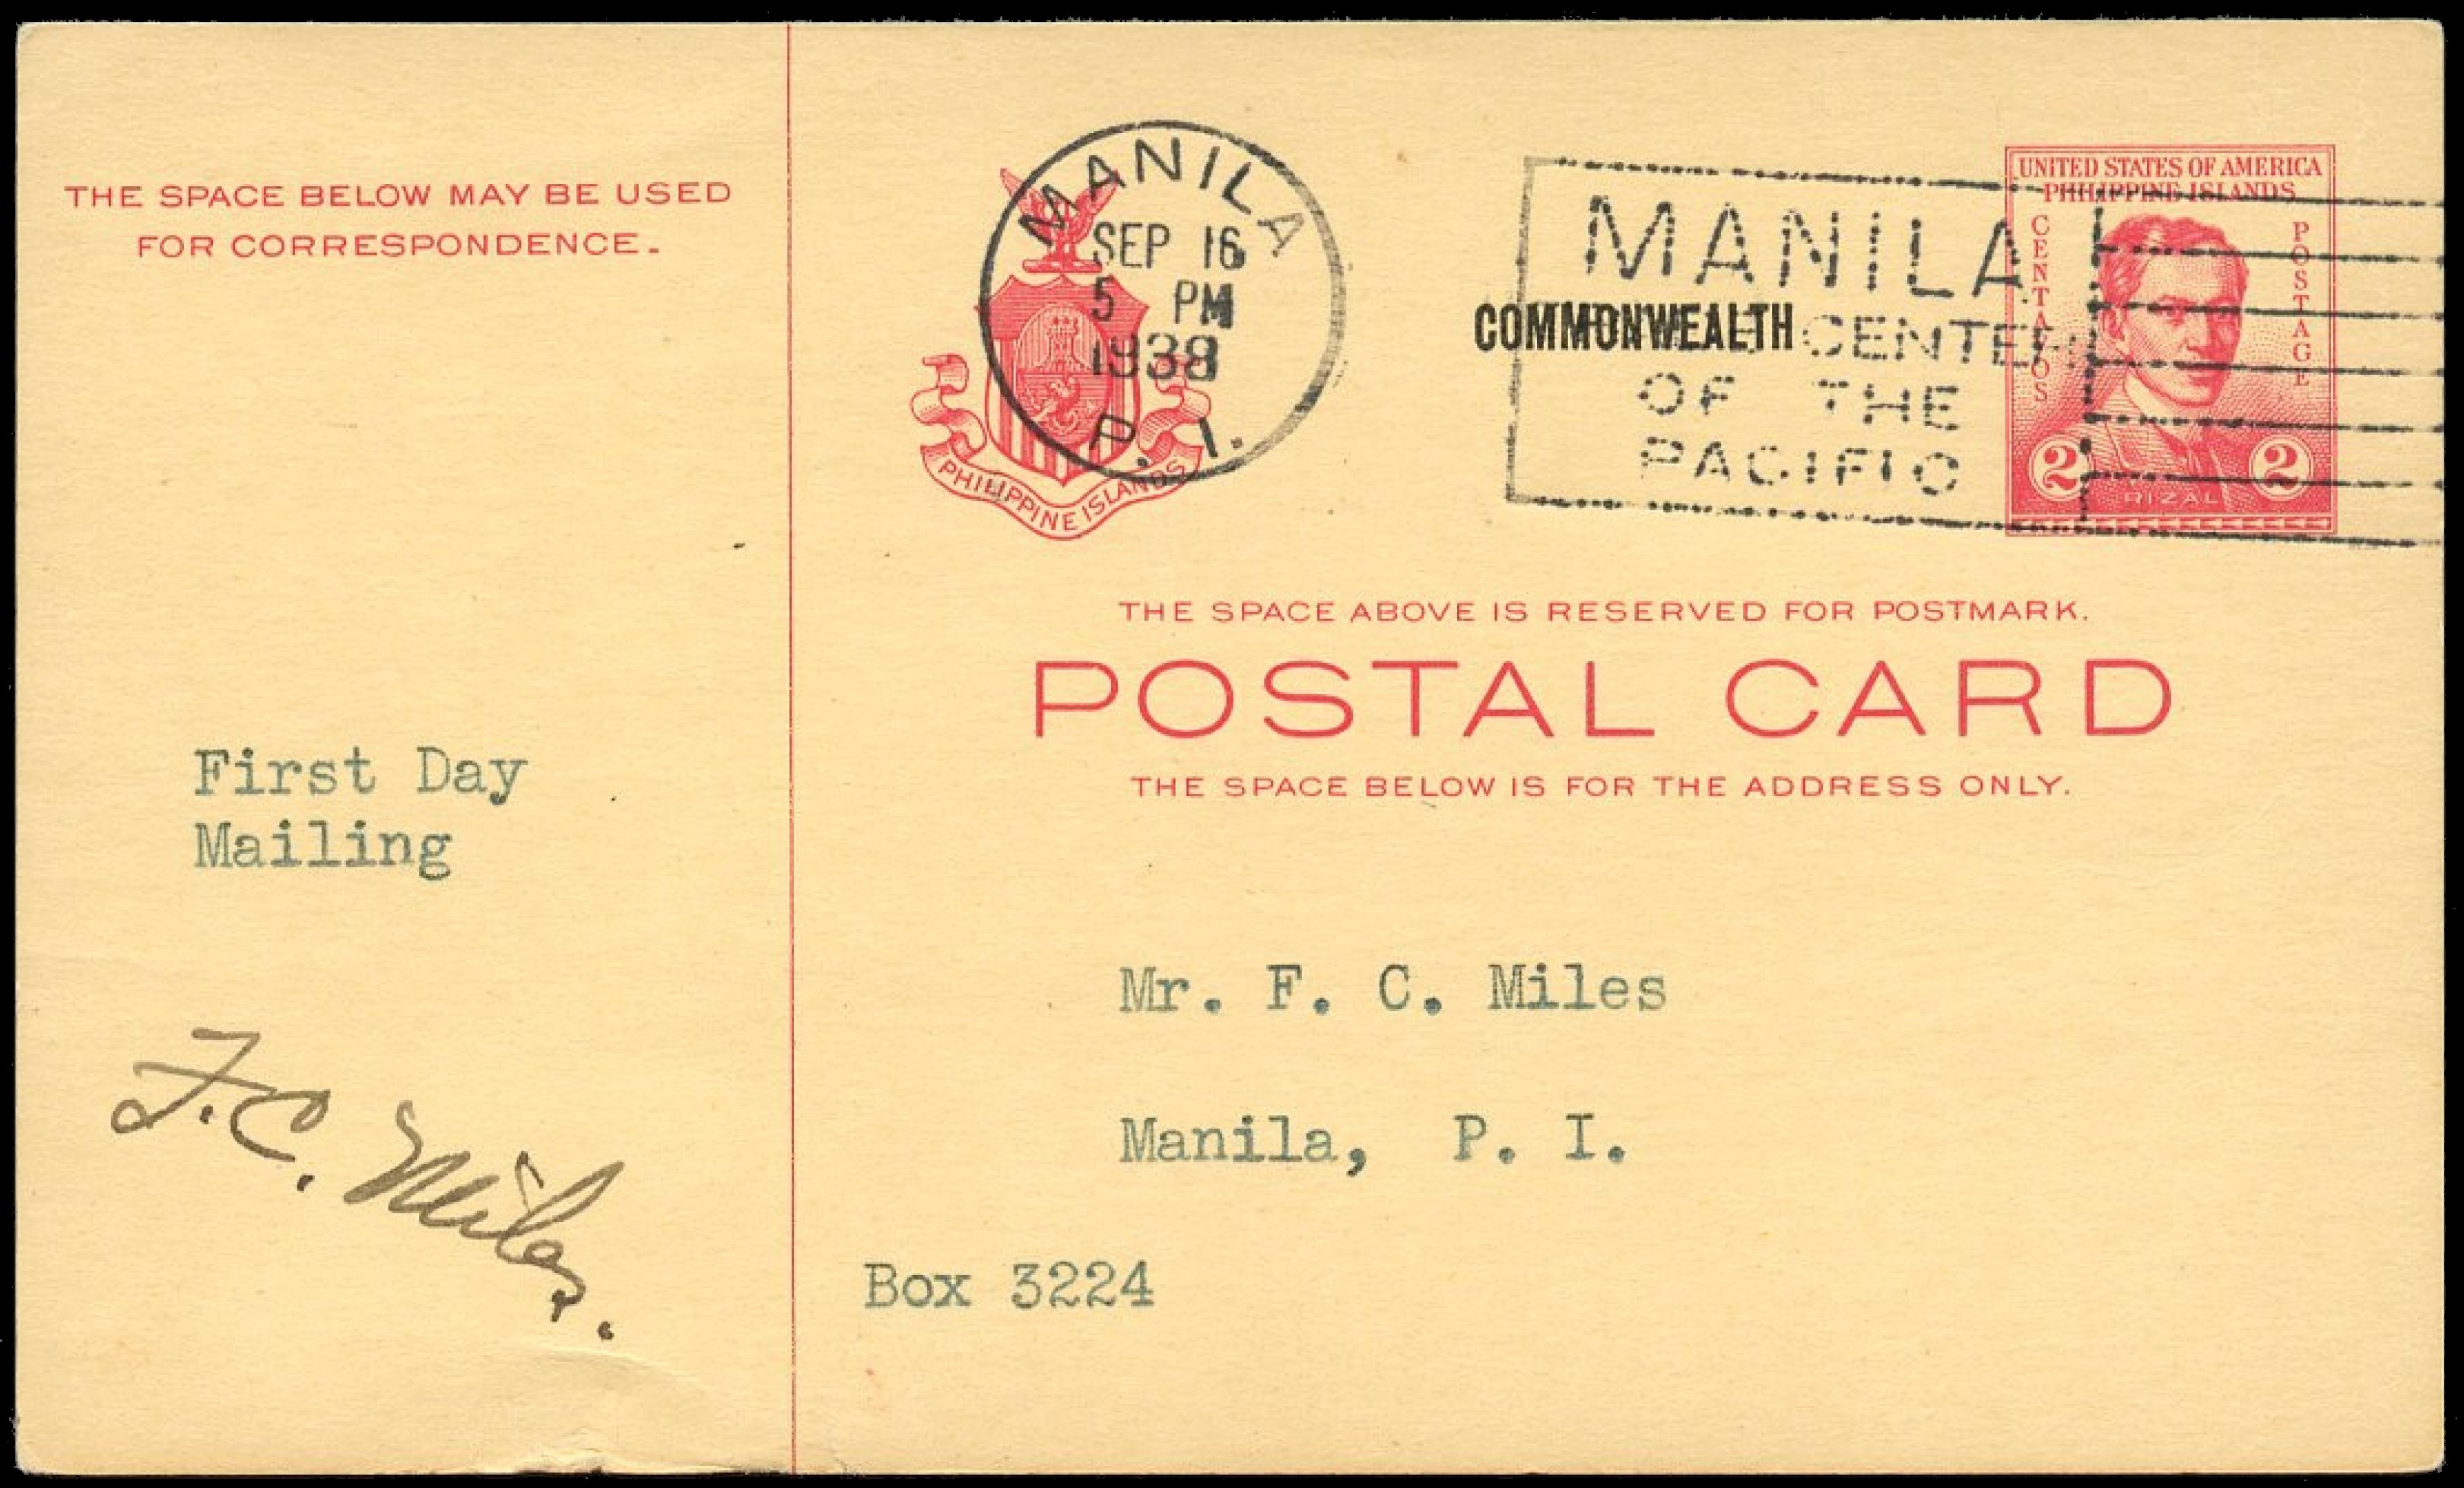 THE SPACE BELOW MAY BE USED
FOR CORRESPONDENCE.
First Day
Mailing
F. C. Miles.
MANILA
SEP 16
5 PM
1938
P. I.
PHILIPPINE ISLANDS
MANILA
COMMONWEALTH CENTER
OF THE
PACIFIC
UNITED STATES OF AMERICA
PHILIPPINE ISLANDS
CENTAVOS
POSTAGE
2 2
RIZAL
THE SPACE ABOVE IS RESERVED FOR POSTMARK.
POSTAL CARD
THE SPACE BELOW IS FOR THE ADDRESS ONLY.
Mr. F. C. Miles
Manila, P. I.
Box 3224